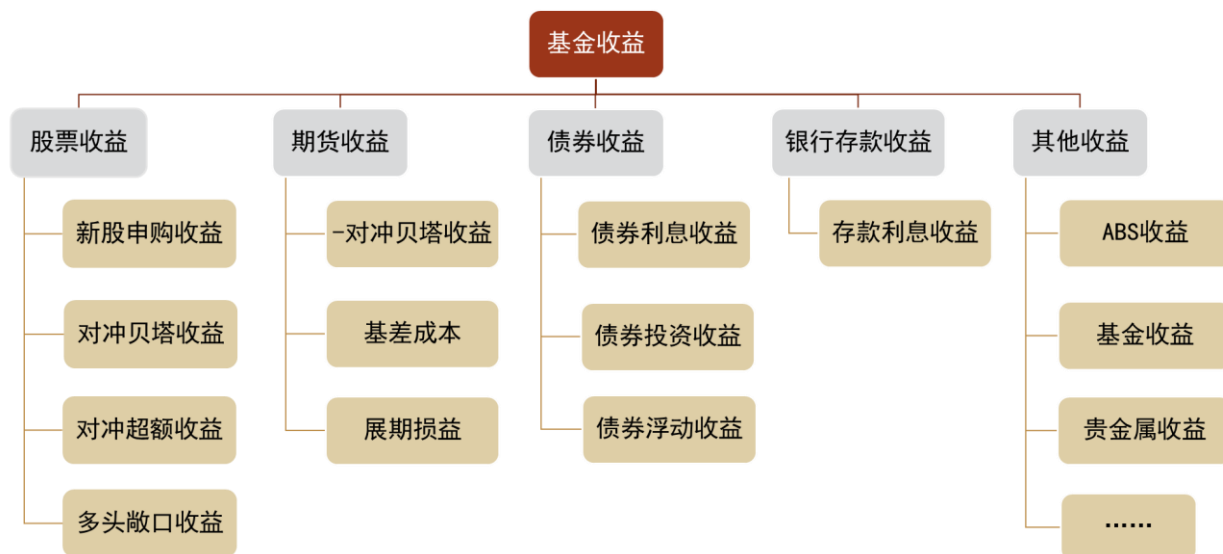 基金收益
股票收益
期货收益
债券收益
银行存款收益
其他收益
新股申购收益
-对冲贝塔收益
债券利息收益
存款利息收益
ABS收益
对冲贝塔收益
基差成本
债券投资收益
基金收益
对冲超额收益
展期损益
债券浮动收益
贵金属收益
多头敞口收益
……